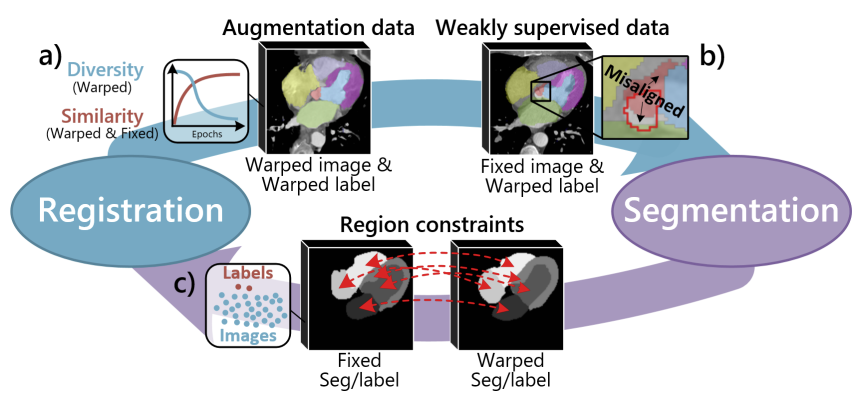 Augmentation data
Weakly supervised data
a)
Diversity
(Warped)
Similarity
(Warped & Fixed)
Epochs
Misaligned
b)
Warped image &
Warped label
Fixed image &
Warped label
Registration
Segmentation
Region constraints
c)
Labels
Images
Fixed
Seg/label
Warped
Seg/label